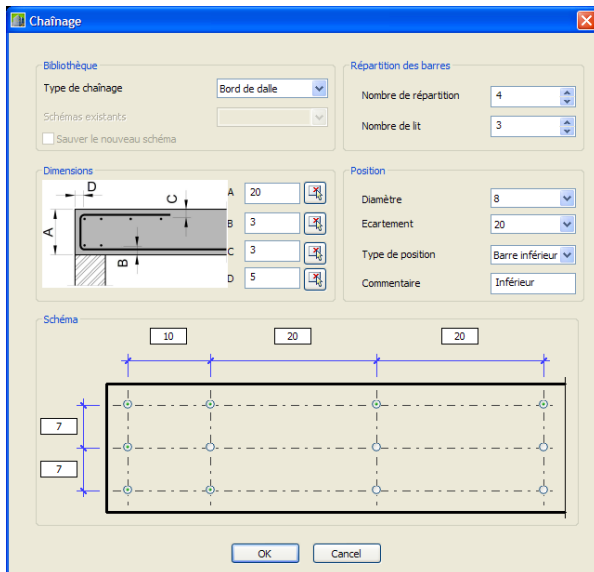 Chaînage
Bibliothèque
Type de chaînage
Bord de dalle
Schémas existants
Sauver le nouveau schéma
Répartition des barres
Nombre de répartition
4
Nombre de lit
3
Dimensions
D
C
A
B
A 20
B 3
C 3
D 5
Position
Diamètre
8
Ecartement
20
Type de position
Barre inférieur
Commentaire
Inférieur
Schéma
10 20 20
7
7
OK Cancel